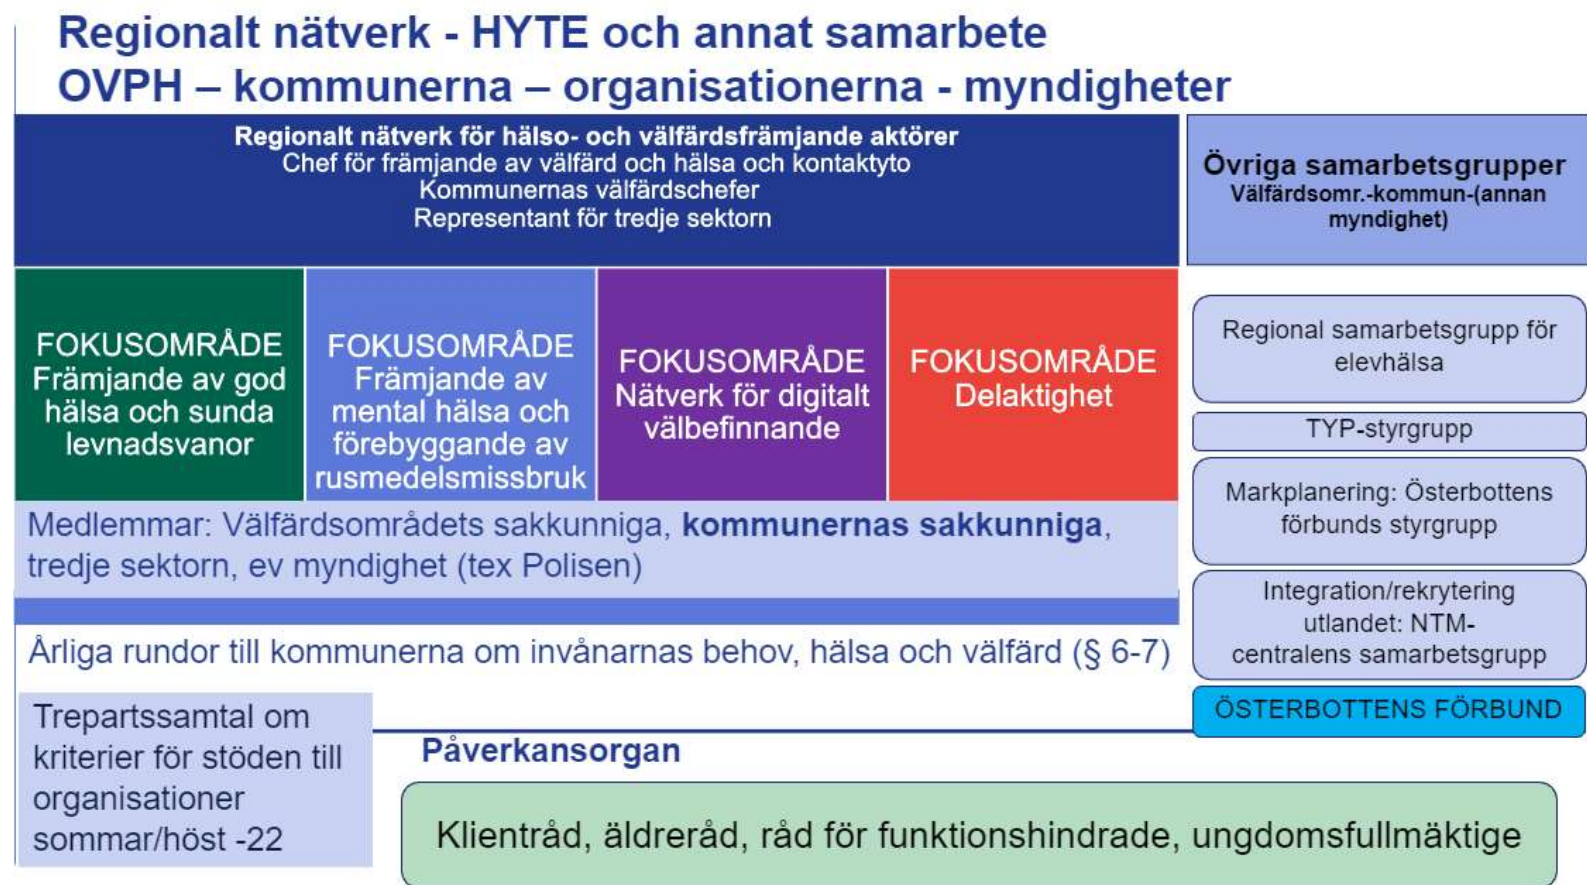 Regionalt nätverk - HYTE och annat samarbete
OVPH – kommunerna – organisationerna - myndigheter
Regionalt nätverk för hälso- och välfärdsfrämjande aktörer
Chef för främjande av välfärd och hälsa och kontaktyto
Kommunernas välfärdschefer
Representant för tredje sektorn
Övriga samarbetsgrupper
Välfärdsomr.-kommun-(annan
myndighet)
FOKUSOMRÅDE
Främjande av god
hälsa och sunda
levnadsvanor
FOKUSOMRÅDE
Främjande av
mental hälsa och
förebyggande av
rusmedelsmissbruk
FOKUSOMRÅDE
Nätverk för digitalt
välbefinnande
FOKUSOMRÅDE
Delaktighet
Regional samarbetsgrupp för
elevhälsa
TYP-styrgrupp
Markplanering: Österbottens
förbunds styrgrupp
Integration/rekrytering
utlandet: NTM-
centralens samarbetsgrupp
ÖSTERBOTTENS FÖRBUND
Medlemmar: Välfärdsområdets sakkunniga, kommunernas sakkunniga,
tredje sektorn, ev myndighet (tex Polisen)
Årliga rundor till kommunerna om invånarnas behov, hälsa och välfärd (§ 6-7)
Trepartssamtal om
kriterier för stöden till
organisationer
sommar/höst -22
Påverkansorgan
Klientråd, äldreråd, råd för funktionshindrade, ungdomsfullmäktige